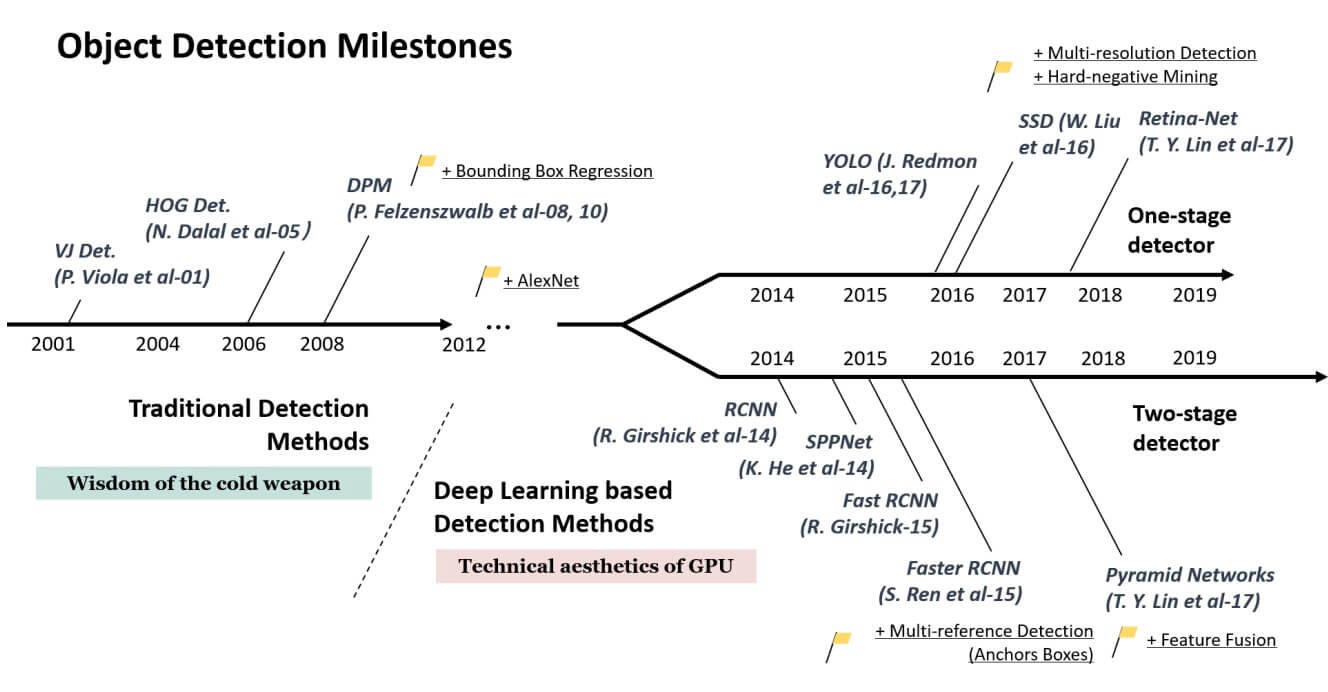 Object Detection Milestones
+ Multi-resolution Detection
+ Hard-negative Mining
SSD (W. Liu
et al-16)
Retina-Net
(T. Y. Lin et al-17)
YOLO (J. Redmon
et al-16,17)
+ Bounding Box Regression
DPM
(P. Felzenszwalb et al-08, 10)
HOG Det.
(N. Dalal et al-05)
VJ Det.
(P. Viola et al-01)
One-stage
detector
+ AlexNet
2014 2015 2016 2017 2018 2019
...
2001 2004 2006 2008 2012
2014 2015 2016 2017 2018 2019
Traditional Detection
Methods
Wisdom of the cold weapon
Deep Learning based
Detection Methods
Technical aesthetics of GPU
RCNN
(R. Girshick et al-14)
SPPNet
(K. He et al-14)
Fast RCNN
(R. Girshick-15)
Faster RCNN
(S. Ren et al-15)
+ Multi-reference Detection
(Anchors Boxes)
Two-stage
detector
Pyramid Networks
(T. Y. Lin et al-17)
+ Feature Fusion